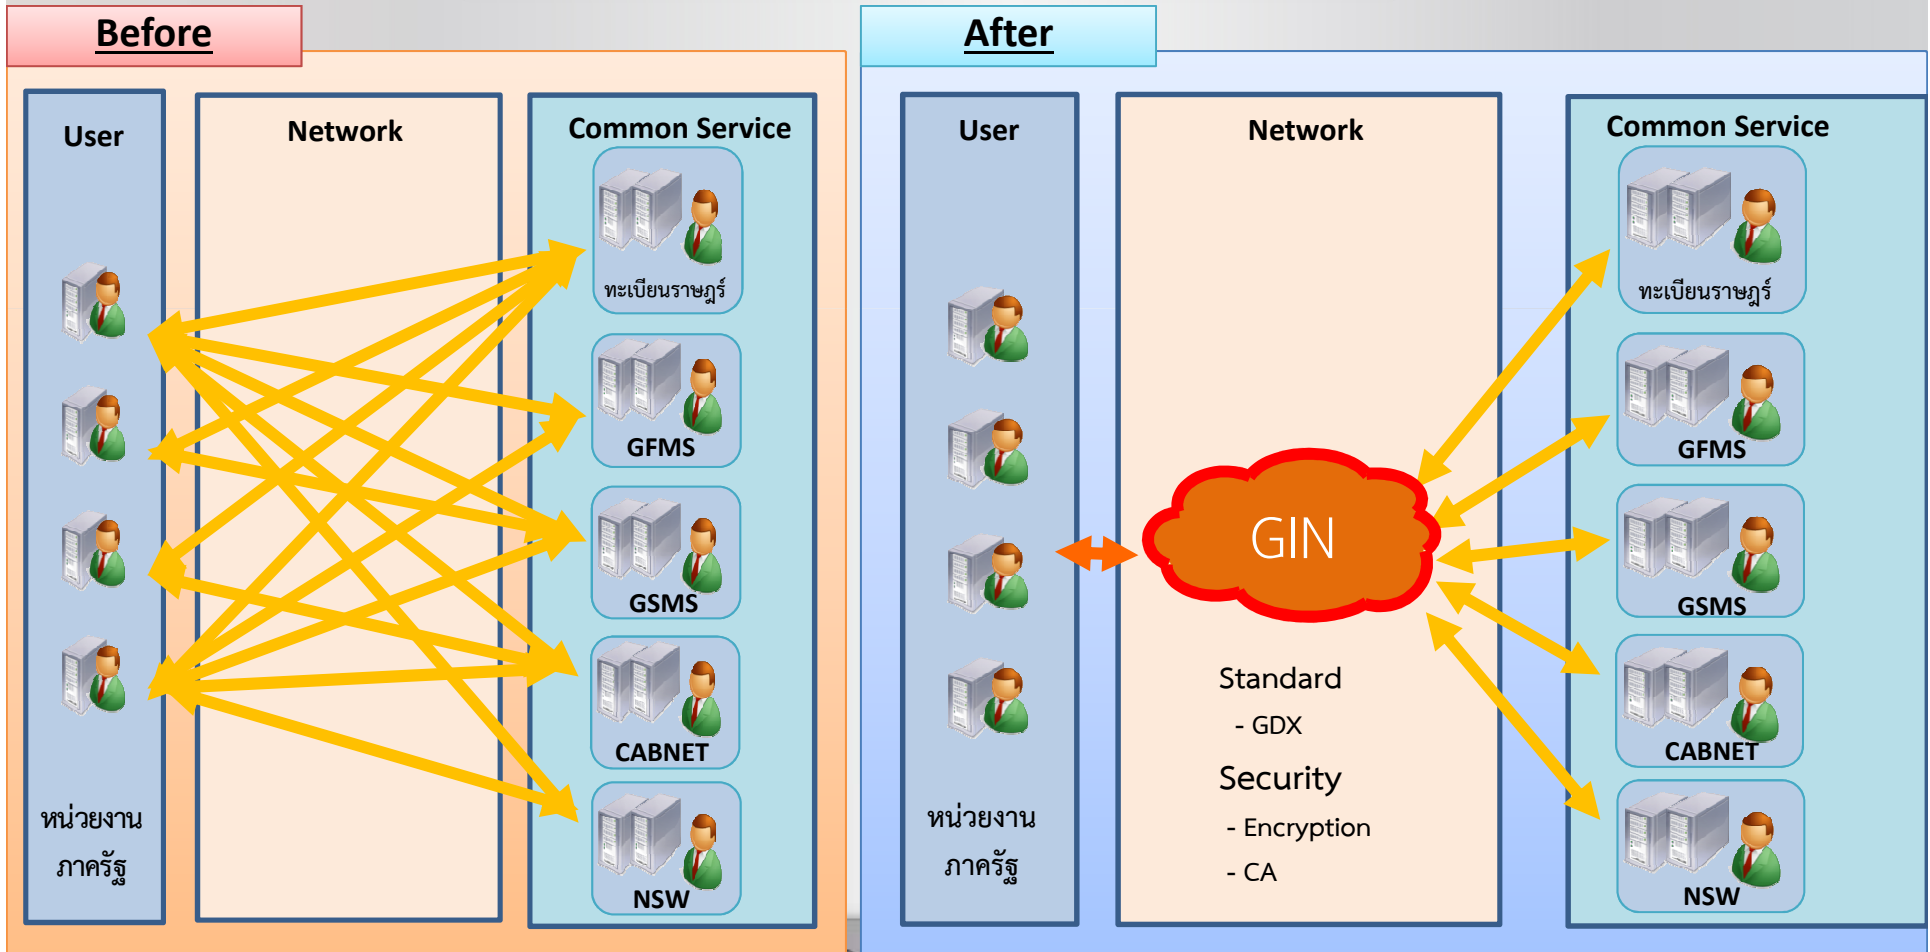 Before
User
Network
Common Service
ทะเบียนราษฎร์
GFMS
GSMS
CABNET
NSW
หน่วยงาน
ภาครัฐ
After
User
Network
Common Service
ทะเบียนราษฎร์
GFMS
GIN
GSMS
Standard
- GDX
CABNET
Security
- Encryption
- CA
NSW
หน่วยงาน
ภาครัฐ